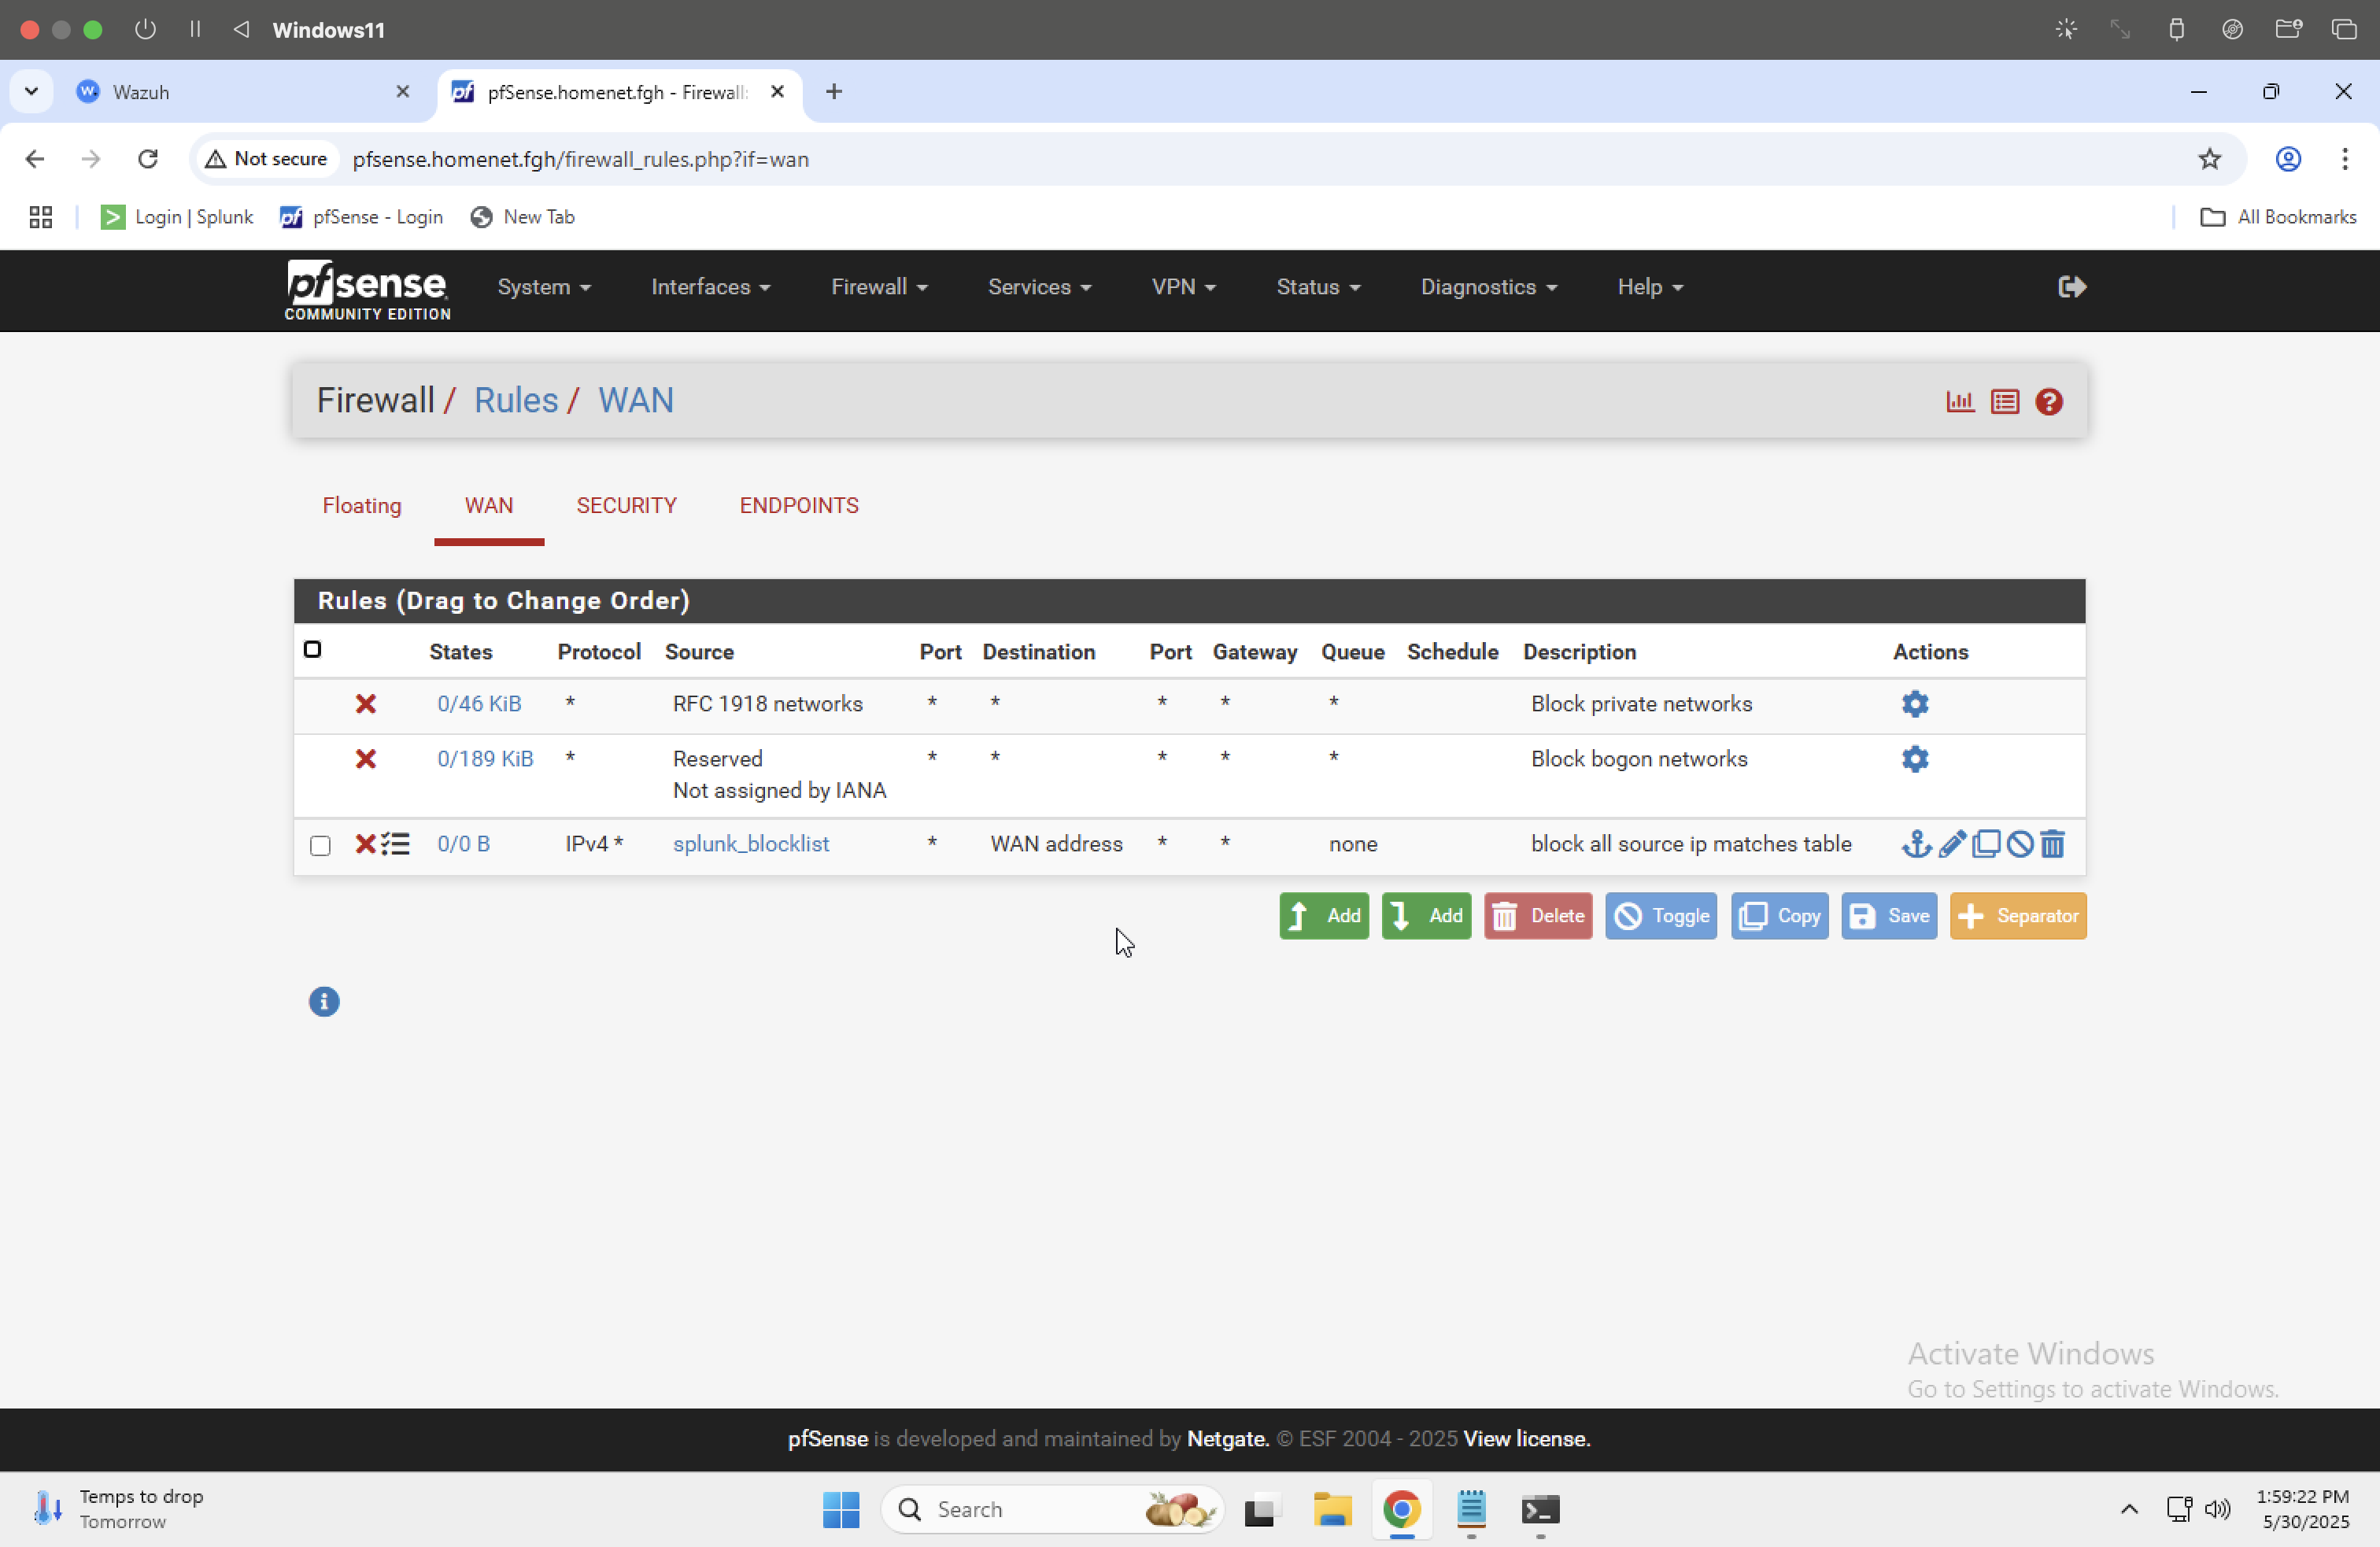 Windows11
Wazuh
pfSense.homenet.fgh - Firewall:
Not secure pfsense.homenet.fgh/firewall_rules.php?if=wan
Login | Splunk pfSense - Login New Tab All Bookmarks
pfsense
COMMUNITY EDITION
System Interfaces Firewall Services VPN Status Diagnostics Help
Firewall / Rules / WAN
Floating WAN SECURITY ENDPOINTS
Rules (Drag to Change Order)
States Protocol Source Port Destination Port Gateway Queue Schedule Description Actions
0/46 KiB * RFC 1918 networks * * * * * Block private networks
0/189 KiB * Reserved * * * * * Block bogon networks
Not assigned by IANA
0/0 B IPv4 * splunk_blocklist * WAN address * * none block all source ip matches table
Add Add Delete Toggle Copy Save Separator
Activate Windows
Go to Settings to activate Windows.
pfSense is developed and maintained by Netgate. © ESF 2004 - 2025 View license.
Temps to drop
Tomorrow
Search
1:59:22 PM
5/30/2025